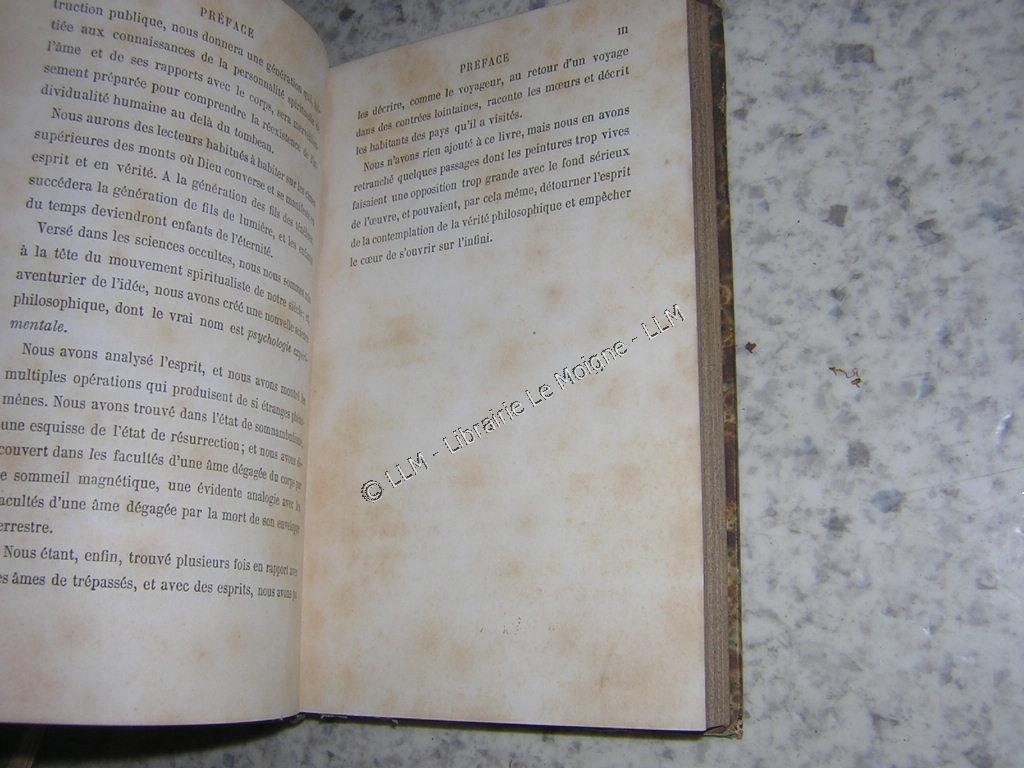 PRÉFACE
truction publique, nous donnera une génération qui,
tiée aux connaissances de la personnalité spirituelle de
l'âme et de ses rapports avec le corps, sera
sement préparée pour comprendre la réexistence de l'in-
dividualité humaine au delà du tombeau.
Nous aurons des lecteurs habitués à habiter sur les cimes
supérieures des monts où Dieu converse et se manifeste en
esprit et en vérité. A la génération des fils des ténèbres
succédera la génération de fils de lumière, et les enfants
du temps deviendront enfants de l'éternité.
Versé dans les sciences occultes, nous nous sommes mis
à la tête du mouvement spiritualiste de notre siècle; et,
aventurier de l'idée, nous avons créé une nouvelle science
philosophique, dont le vrai nom est psychologie expéri-
mentale.
Nous avons analysé l'esprit, et nous avons montré les
multiples opérations qui produisent de si étranges phéno-
mènes. Nous avons trouvé dans l'état de somnambulisme
une esquisse de l'état de résurrection; et nous avons dé-
couvert dans les facultés d'une âme dégagée du corps par
e sommeil magnétique, une évidente analogie avec les
facultés d'une âme dégagée par la mort de son enveloppe
errestre.
Nous étant, enfin, trouvé plusieurs fois en rapport avec
es âmes de trépassés, et avec des esprits, nous avons pu
PRÉFACE III
les décrire, comme le voyageur, au retour d'un voyage
dans des contrées lointaines, raconte les mœurs et décrit
les habitants des pays qu'il a visités.
Nous n'avons rien ajouté à ce livre, mais nous en avons
retranché quelques passages dont les peintures trop vives
faisaient une opposition trop grande avec le fond sérieux
de l'œuvre, et pouvaient, par cela même, détourner l'esprit
de la contemplation de la vérité philosophique et empêcher
le cœur de s'ouvrir sur l'infini.
© LLM - Librairie Le Moigne - LLM